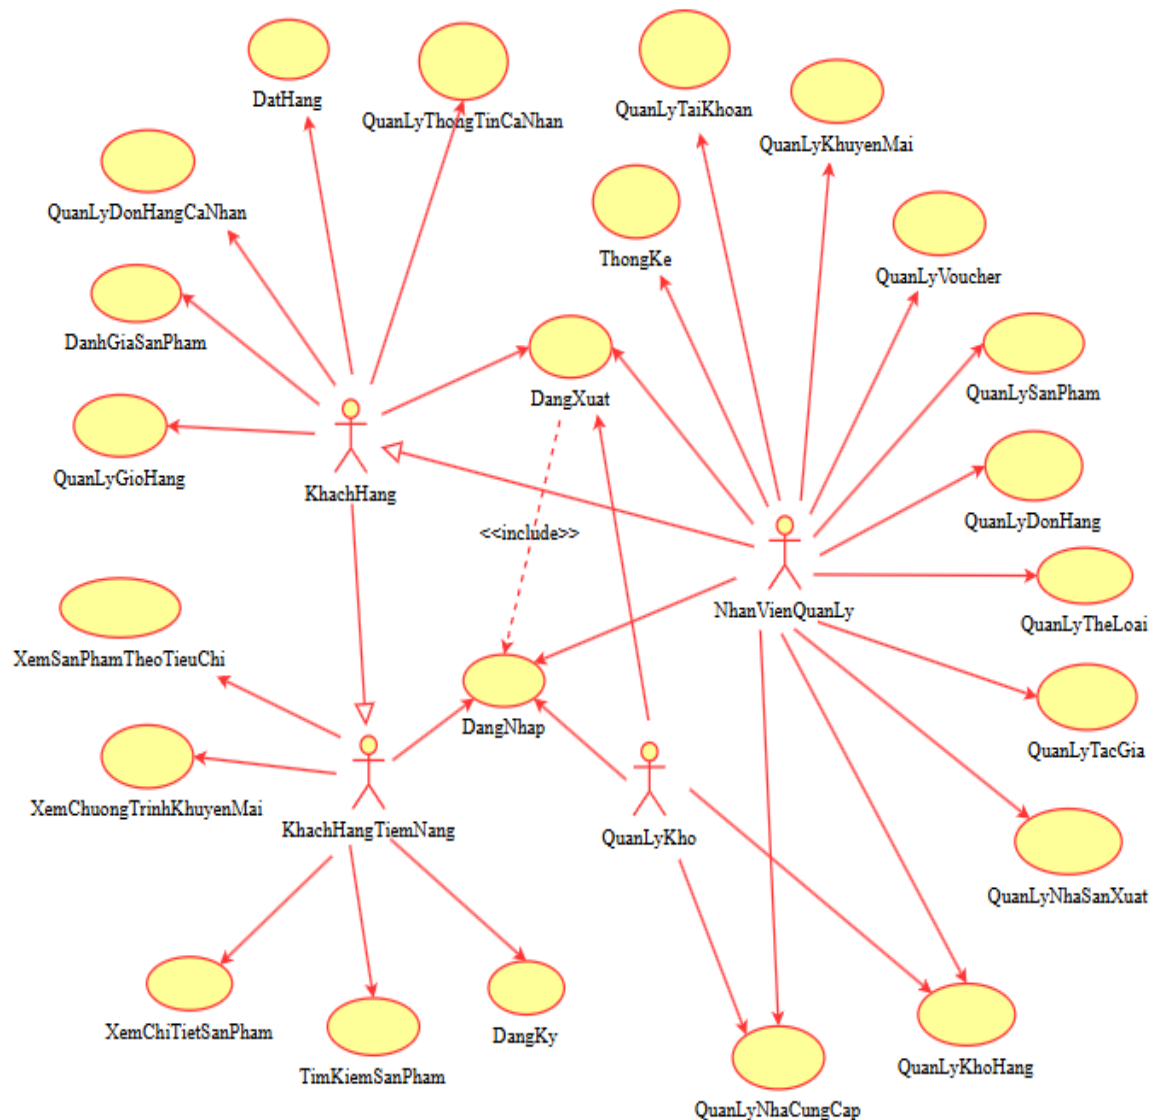 DatHang
QuanLyThongTinCaNhan
QuanLyTaiKhoan
QuanLyKhuyenMai
QuanLyDonHangCaNhan
ThongKe
QuanLyVoucher
DanhGiaSanPham
DangXuat
QuanLySanPham
QuanLyGioHang
KhachHang
QuanLyDonHang
<<include>>
NhanVienQuanLy
QuanLyTheLoai
XemSanPhamTheoTieuChi
DangNhap
QuanLyTacGia
XemChuongTrinhKhuyenMai
KhachHangTiemNang
QuanLyKho
QuanLyNhaSanXuat
XemChiTietSanPham
TimKiemSanPham
DangKy
QuanLyKhoHang
QuanLyNhaCungCap